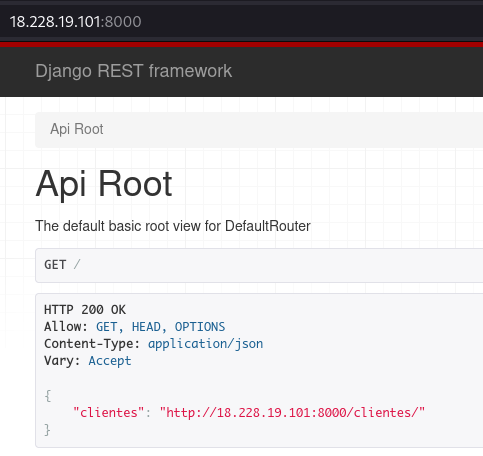 18.228.19.101:8000
Django REST framework
Api Root
Api Root
The default basic root view for DefaultRouter
GET /
HTTP 200 OK
Allow: GET, HEAD, OPTIONS
Content-Type: application/json
Vary: Accept
{
    "clientes": "http://18.228.19.101:8000/clientes/"
}